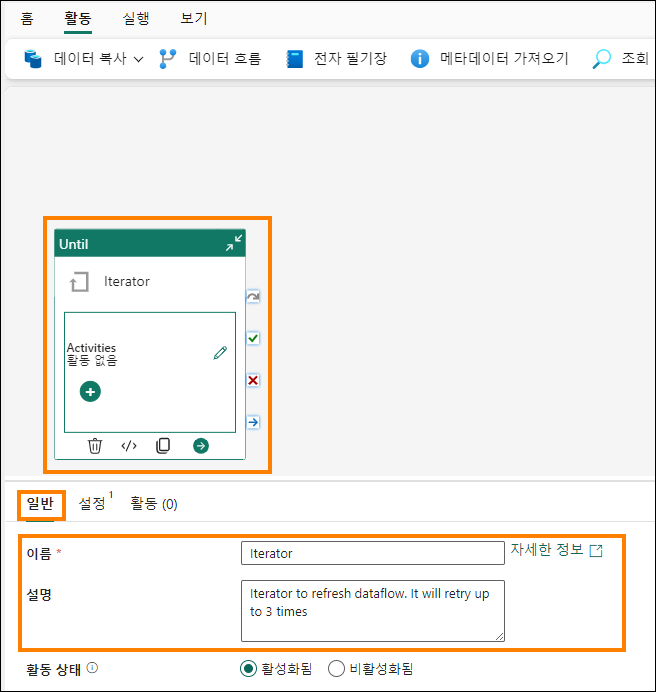 홈 활동 실행 보기
데이터 복사 데이터 흐름 전자 필기장 메타데이터 가져오기 조회
Until
Iterator
Activities
활동 없음
일반 설정 1 활동 (0)
이름 * Iterator 자세한 정보
설명 Iterator to refresh dataflow. It will retry up
to 3 times
활동 상태 활성화됨 비활성화됨